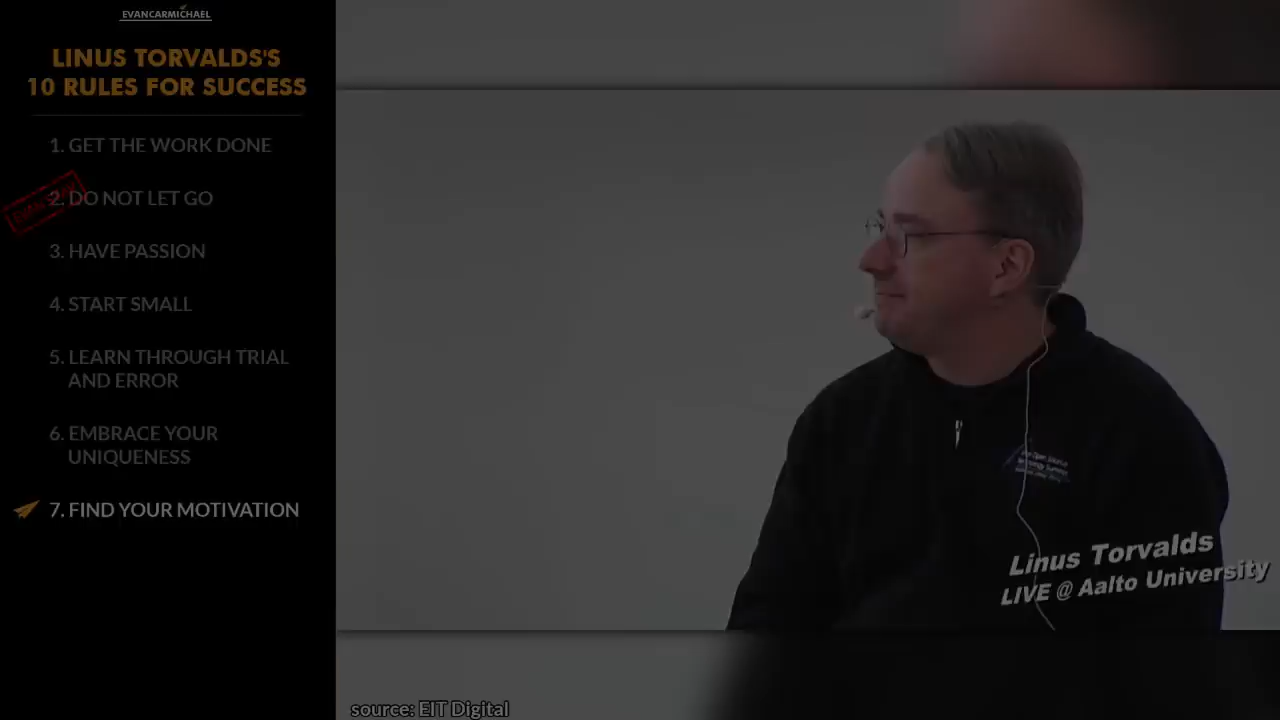 EVANCARMICHAEL
LINUS TORVALDS'S
10 RULES FOR SUCCESS
1. GET THE WORK DONE
2. DO NOT LET GO
3. HAVE PASSION
4. START SMALL
5. LEARN THROUGH TRIAL
AND ERROR
6. EMBRACE YOUR
UNIQUENESS
7. FIND YOUR MOTIVATION
Linus Torvalds
LIVE @ Aalto University
source: EIT Digital